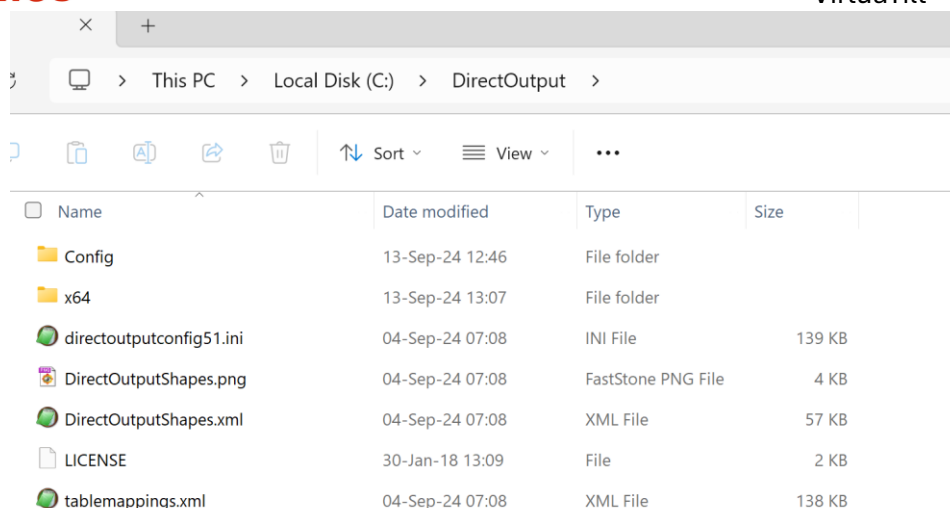 This PC > Local Disk (C:) > DirectOutput >
Sort View ...
Name Date modified Type Size
Config 13-Sep-24 12:46 File folder
x64 13-Sep-24 13:07 File folder
directoutputconfig51.ini 04-Sep-24 07:08 INI File 139 KB
DirectOutputShapes.png 04-Sep-24 07:08 FastStone PNG File 4 KB
DirectOutputShapes.xml 04-Sep-24 07:08 XML File 57 KB
LICENSE 30-Jan-18 13:09 File 2 KB
tablemappings.xml 04-Sep-24 07:08 XML File 138 KB